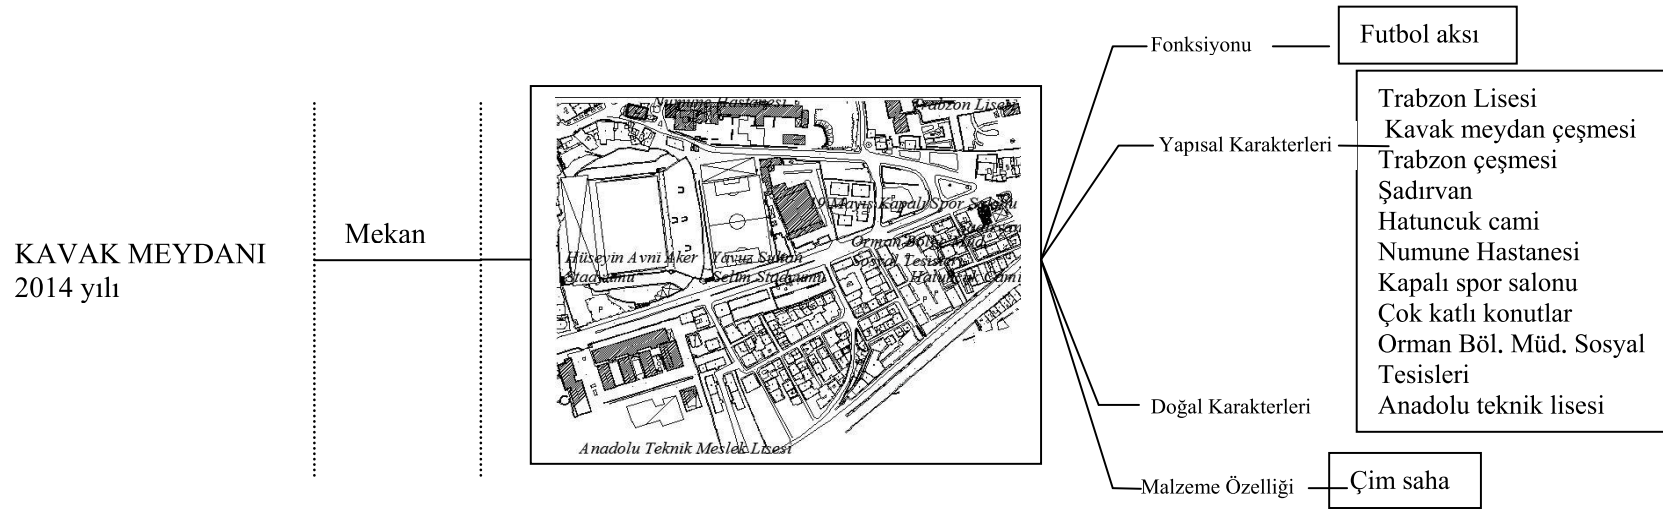 KAVAK MEYDANI
2014 yılı
Mekan
Numune Hastanesi
Trabzon Lisesi
19 Mayıs Kapalı Spor Salonu
Şadırvan
Orman Bölge Müd.
Sosyal Tesisleri
Hatuncuk Cami
Hüseyin Avni Aker
Stadyumu
Yavuz Sultan
Selim Stadyumu
Anadolu Teknik Meslek Lisesi
Fonksiyonu
Futbol aksı
Yapısal Karakterleri
Trabzon Lisesi
Kavak meydan çeşmesi
Trabzon çeşmesi
Şadırvan
Hatuncuk cami
Numune Hastanesi
Kapalı spor salonu
Çok katlı konutlar
Orman Böl. Müd. Sosyal
Tesisleri
Anadolu teknik lisesi
Doğal Karakterleri
Malzeme Özelliği
Çim saha